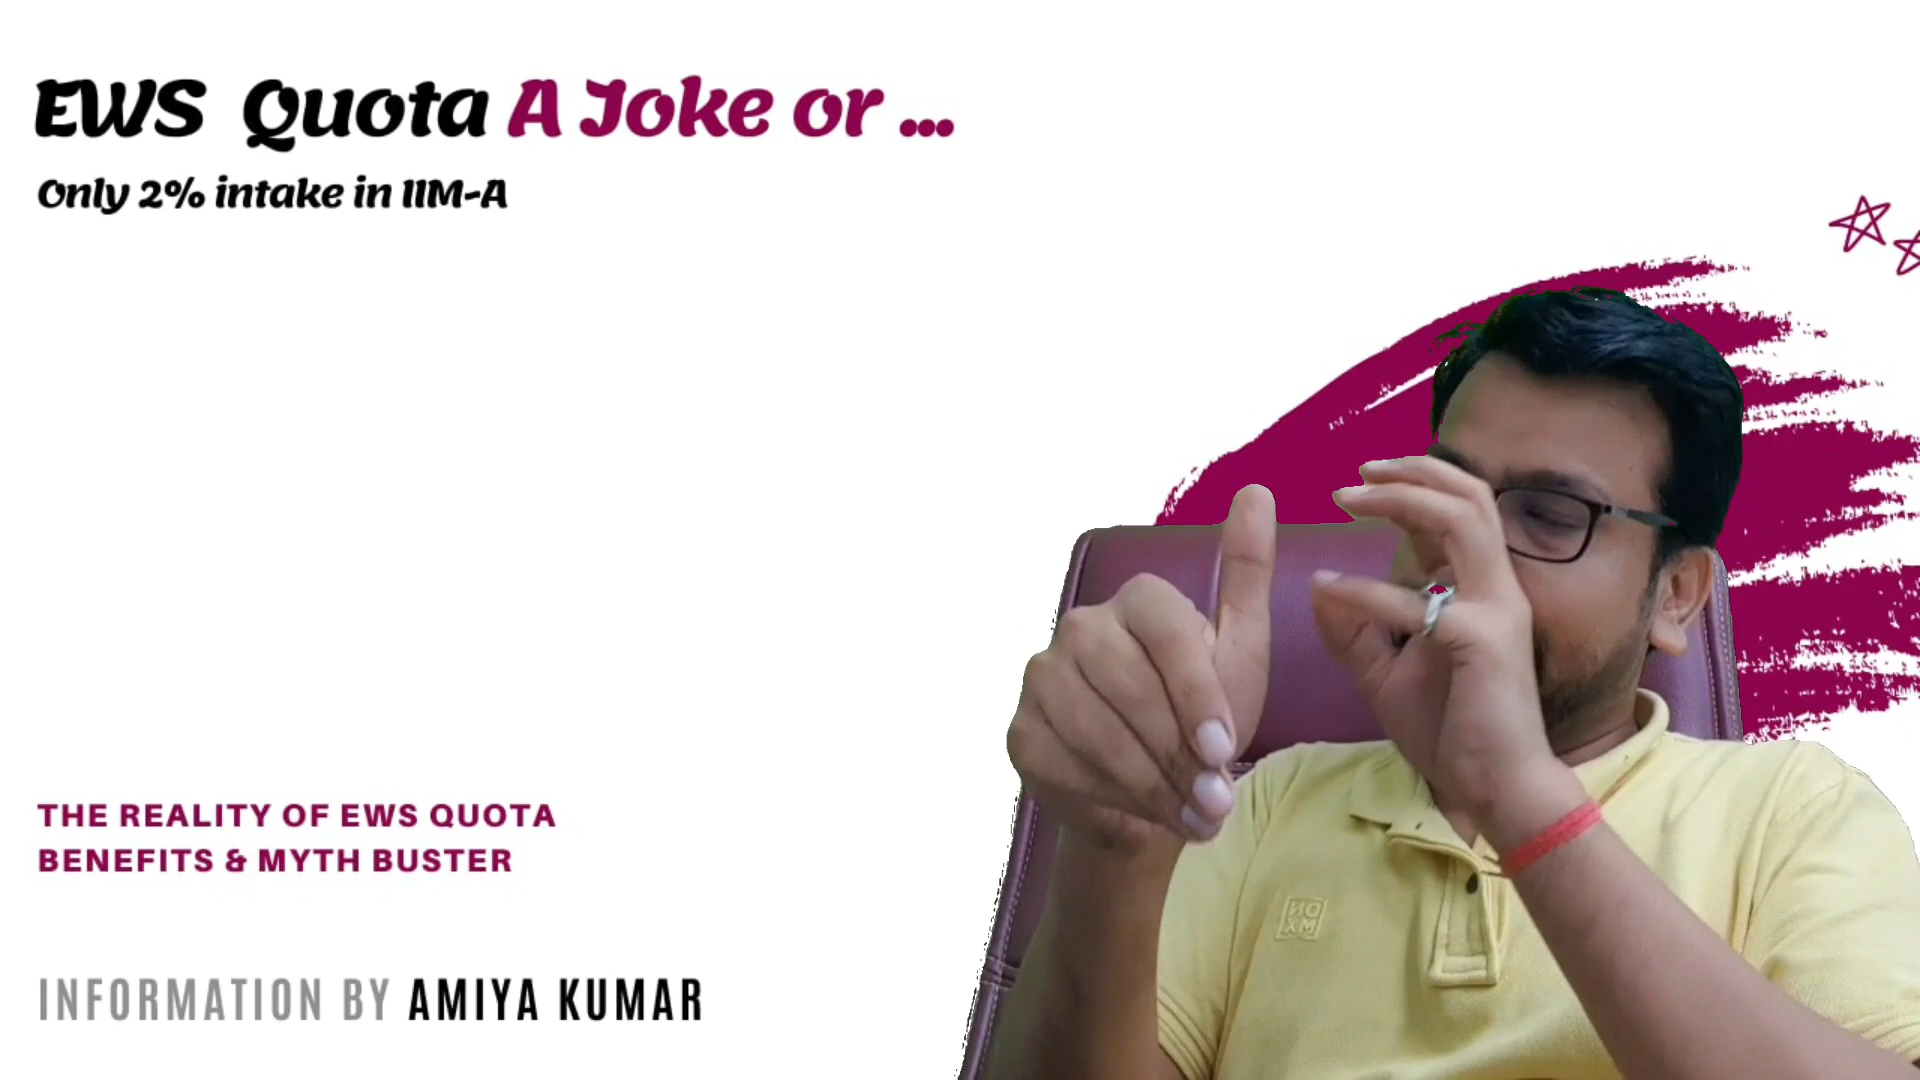 EWS Quota A Joke or ...
Only 2% intake in IIM-A
THE REALITY OF EWS QUOTA
BENEFITS & MYTH BUSTER
INFORMATION BY AMIYA KUMAR